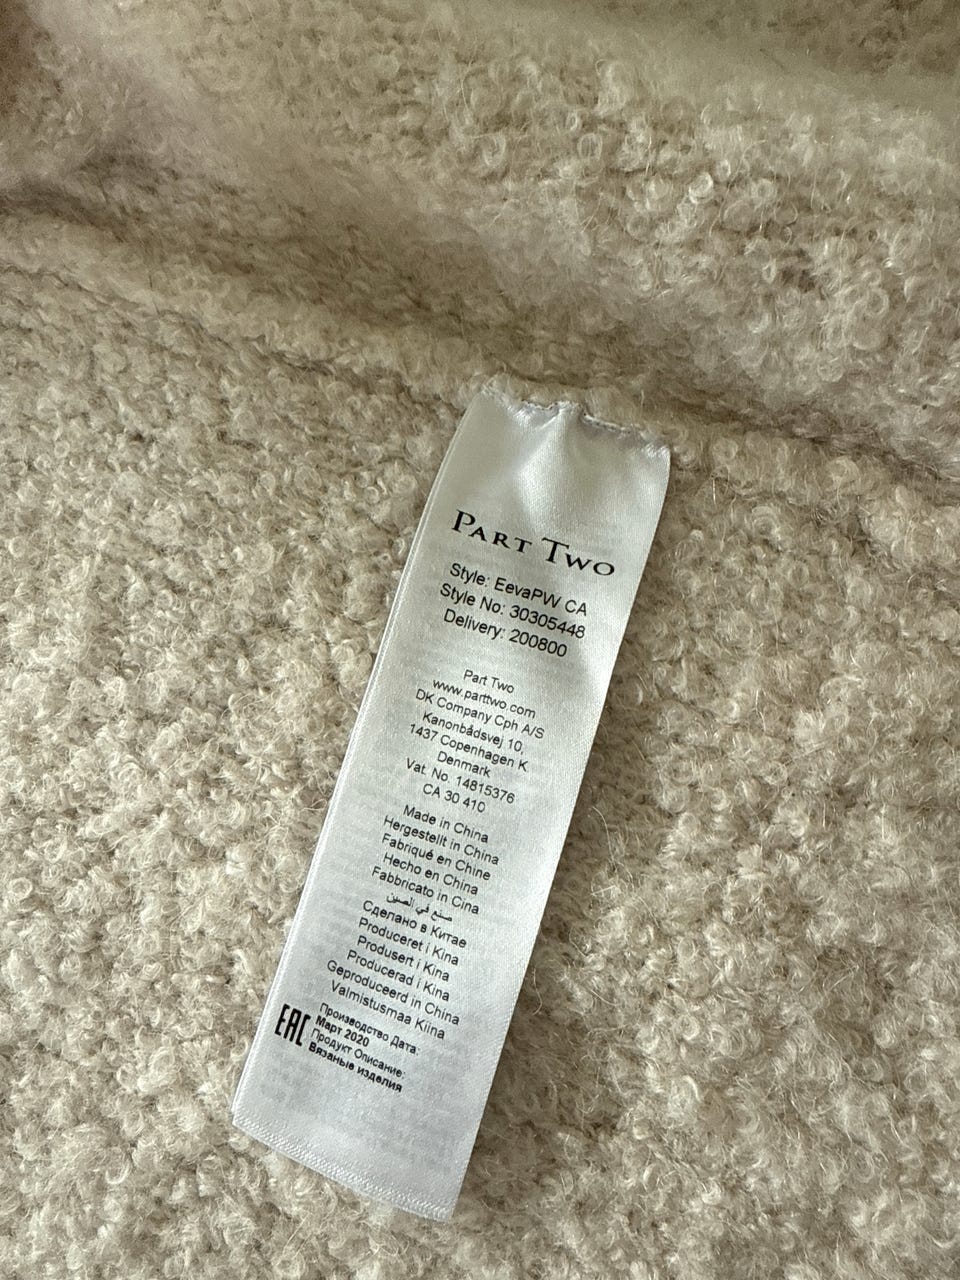 PART TWO
Style: EevaPW CA
Style No: 30305448
Delivery: 200800
Part Two
www.parttwo.com
DK Company Cph A/S
Kanonbådsvej 10,
1437 Copenhagen K
Denmark
Vat. No. 14815376
CA 30 410
Made in China
Hergestellt in China
Fabriqué en Chine
Hecho en China
Fabbricato in Cina
صنع في الصين
Сделано в Китае
Produceret i Kina
Produsert i Kina
Producerad i Kina
Geproduceerd in China
Valmistusmaa Kiina
EAC
Производство Дата:
Март 2020
Продукт Описание:
Вязаные изделия